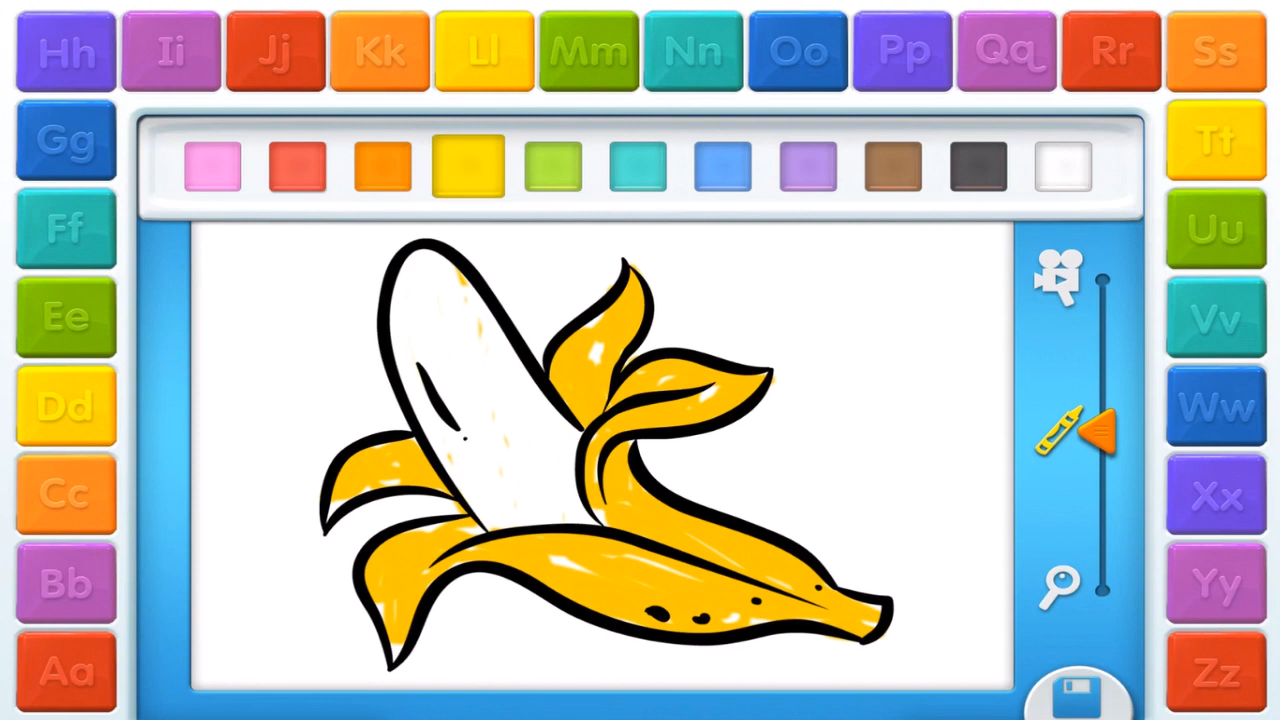 Hh Ii Jj Kk Ll Mm Nn Oo Pp Qq Rr Ss
Gg Tt
Ff Uu
Ee Vv
Dd Ww
Cc Xx
Bb Yy
Aa Zz